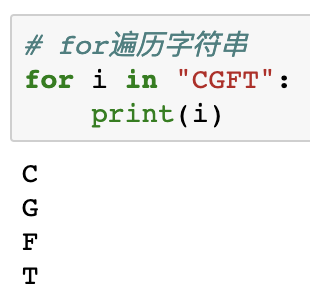 # for遍历字符串
for i in "CGFT":
    print(i)
C
G
F
T